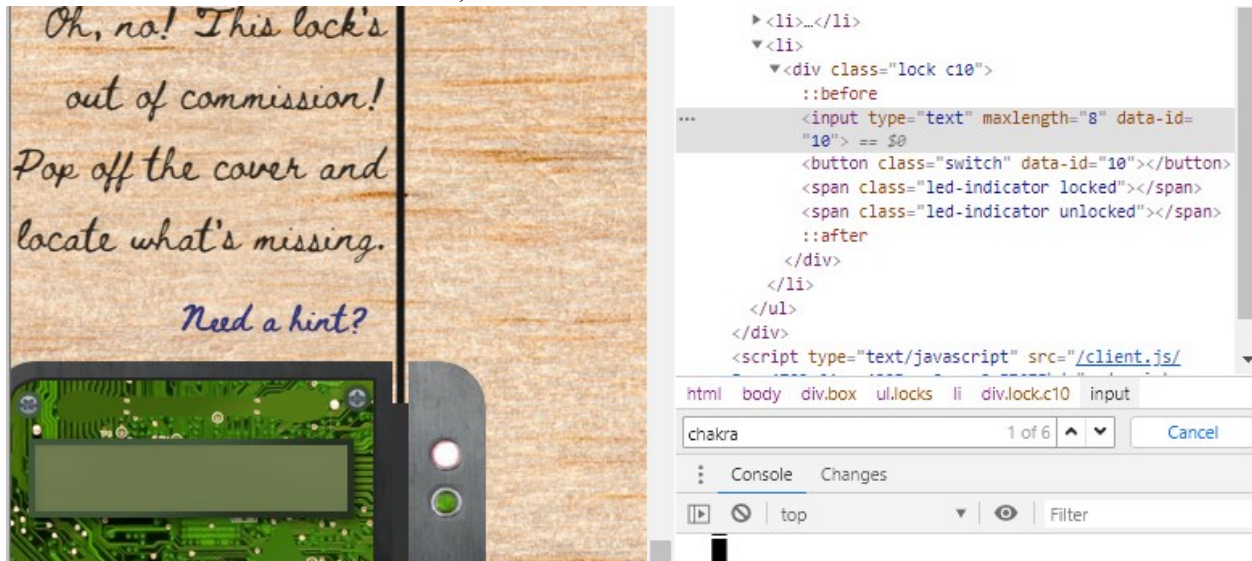 Oh, no! This lock's
out of commission!
Pop off the cover and
locate what's missing.
Need a hint?
▶<li>…</li>
▼<li>
▼<div class="lock c10">
::before
<input type="text" maxlength="8" data-id=
"10"> == $0
<button class="switch" data-id="10"></button>
<span class="led-indicator locked"></span>
<span class="led-indicator unlocked"></span>
::after
</div>
</li>
</ul>
</div>
<script type="text/javascript" src="/client.js/
html body div.box ul.locks li div.lock.c10 input
chakra 1 of 6 Cancel
Console Changes
top Filter